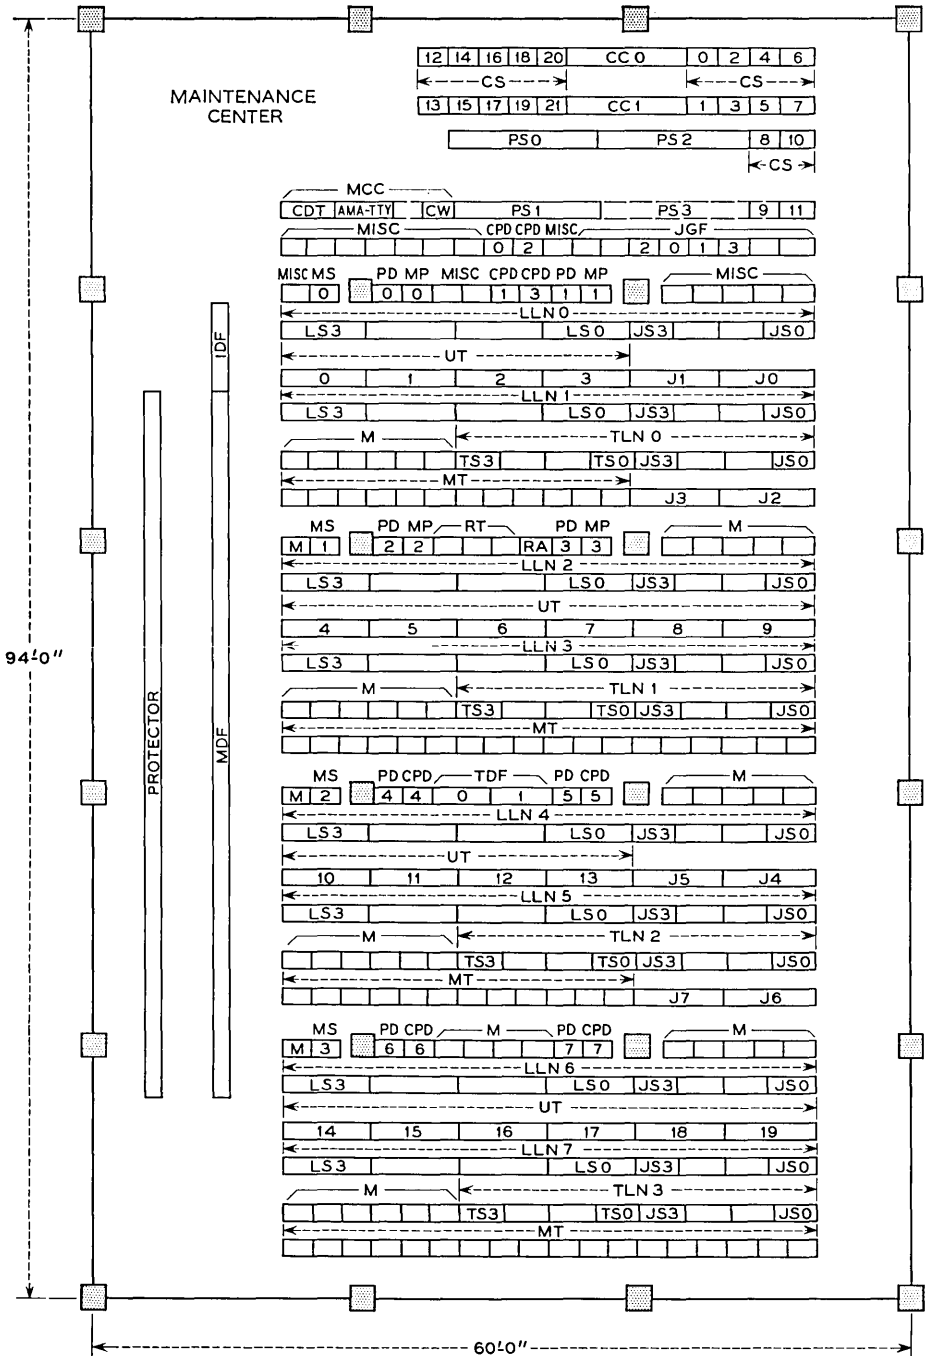 12 14 16 18 20 CC 0 0 2 4 6
CS CS
MAINTENANCE
CENTER
13 15 17 19 21 CC 1 1 3 5 7
PS 0 PS 2 8 10
CS
MCC
CDT AMA-TTY CW PS 1 PS 3 9 11
MISC CPD CPD MISC JGF
0 2 2 0 1 3
MISC MS PD MP MISC CPD CPD PD MP MISC
0 0 0 1 3 1 1
LLN 0
LS3 LS0 JS3 JS0
IDF
UT
0 1 2 3 J1 J0
LLN 1
LS3 LS0 JS3 JS0
M TLN 0
TS3 TS0 JS3 JS0
MT
J3 J2
MS PD MP RT PD MP M
M 1 2 2 RA 3 3
LLN 2
LS3 LS0 JS3 JS0
UT
4 5 6 7 8 9
LLN 3
94'-0"
LS3 LS0 JS3 JS0
M TLN 1
PROTECTOR
MDF
TS3 TS0 JS3 JS0
MT
MS PD CPD TDF PD CPD M
M 2 4 4 0 1 5 5
LLN 4
LS3 LS0 JS3 JS0
UT
10 11 12 13 J5 J4
LLN 5
LS3 LS0 JS3 JS0
M TLN 2
TS3 TS0 JS3 JS0
MT
J7 J6
MS PD CPD M PD CPD M
M 3 6 6 7 7
LLN 6
LS3 LS0 JS3 JS0
UT
14 15 16 17 18 19
LLN 7
LS3 LS0 JS3 JS0
M TLN 3
TS3 TS0 JS3 JS0
MT
60'-0"